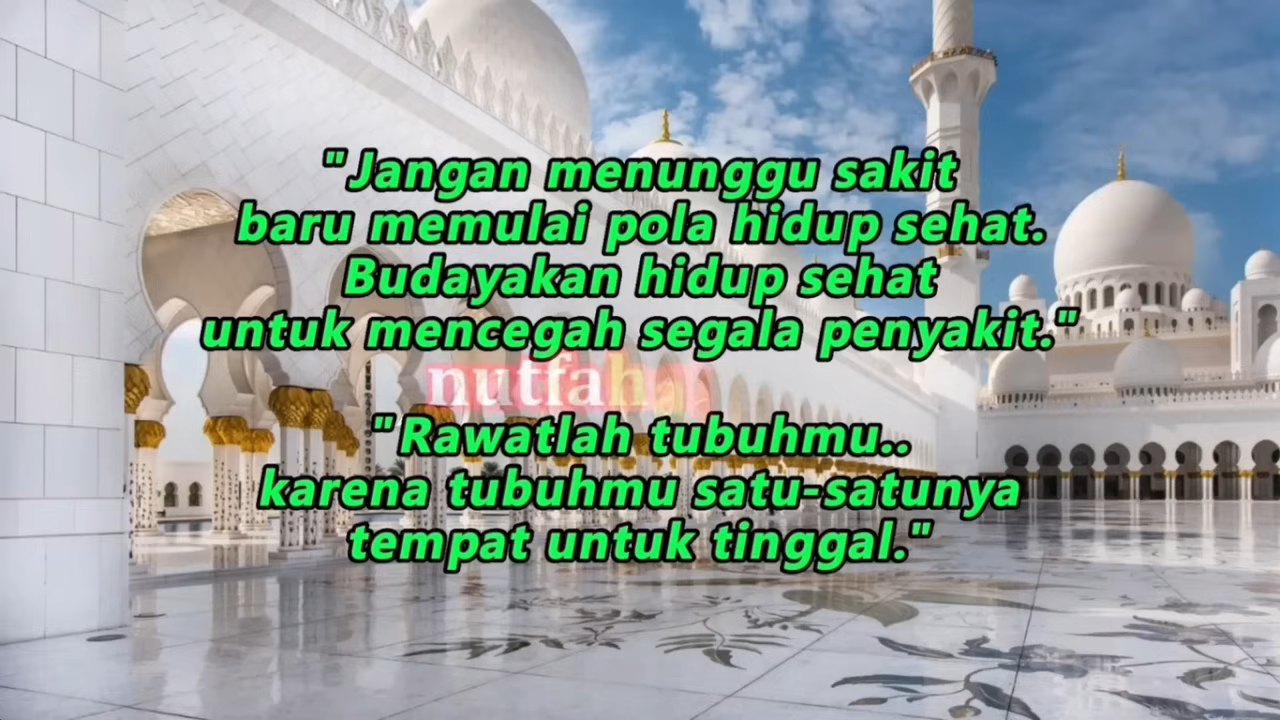 "Jangan menunggu sakit
baru memulai pola hidup sehat.
Budayakan hidup sehat
untuk mencegah segala penyakit."
nutfah
"Rawatlah tubuhmu..
karena tubuhmu satu-satunya
tempat untuk tinggal."